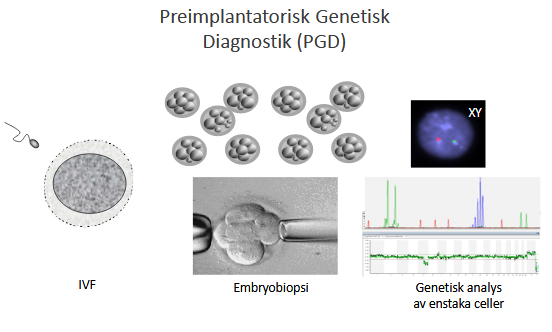 Preimplantatorisk Genetisk
Diagnostik (PGD)
XY
IVF
Embryobiopsi
Genetisk analys
av enstaka celler